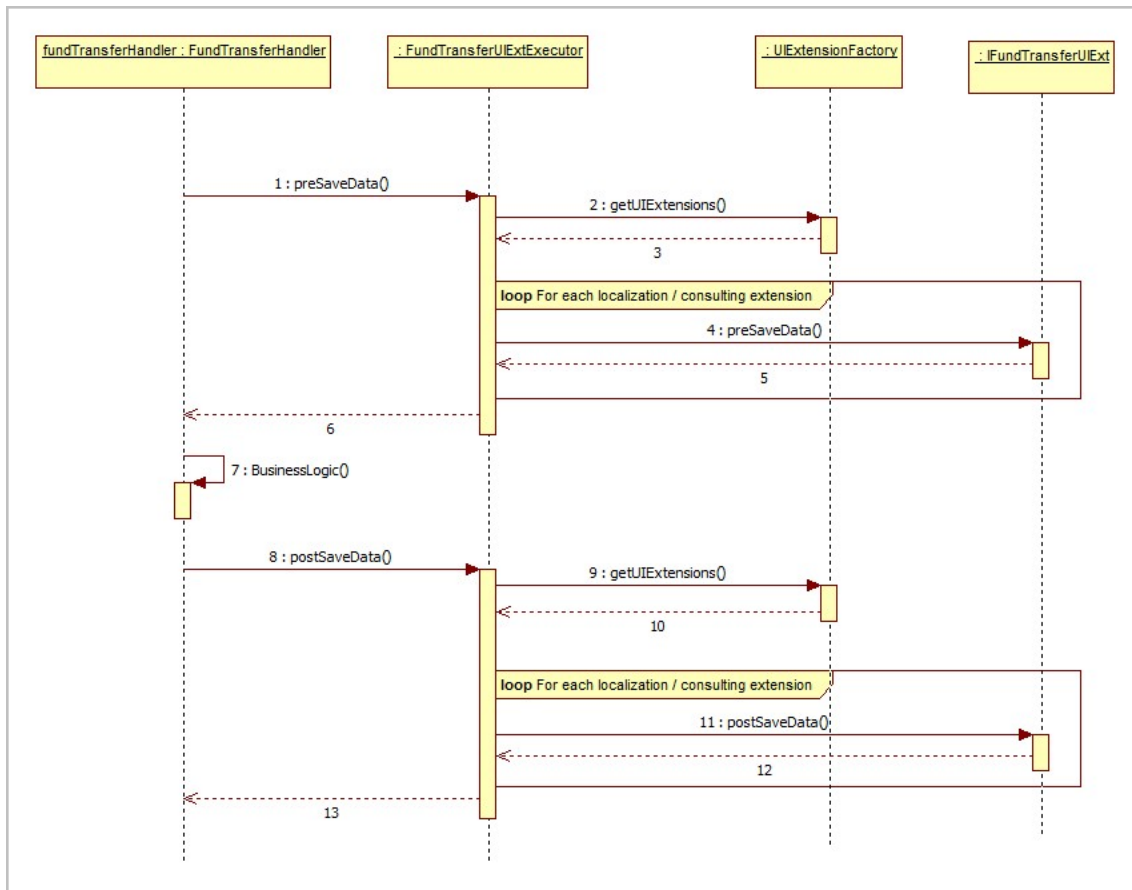 fundTransferHandler : FundTransferHandler
: FundTransferUIExtExecutor
: UIExtensionFactory
: IFundTransferUIExt
1 : preSaveData()
2 : getUIExtensions()
3
loop For each localization / consulting extension
4 : preSaveData()
5
6
7 : BusinessLogic()
8 : postSaveData()
9 : getUIExtensions()
10
loop For each localization / consulting extension
11 : postSaveData()
12
13